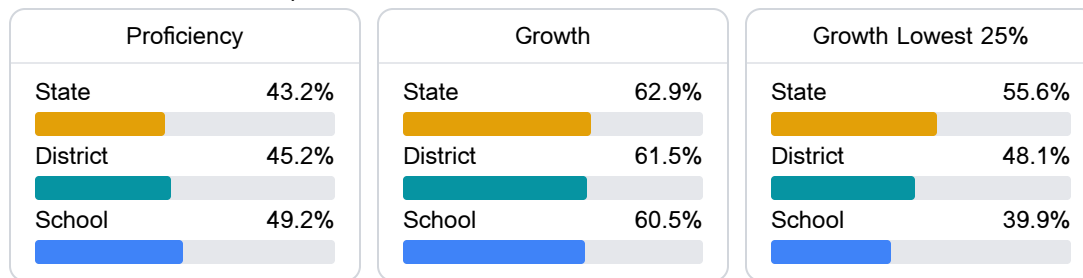 Proficiency
State 43.2%
District 45.2%
School 49.2%
Growth
State 62.9%
District 61.5%
School 60.5%
Growth Lowest 25%
State 55.6%
District 48.1%
School 39.9%